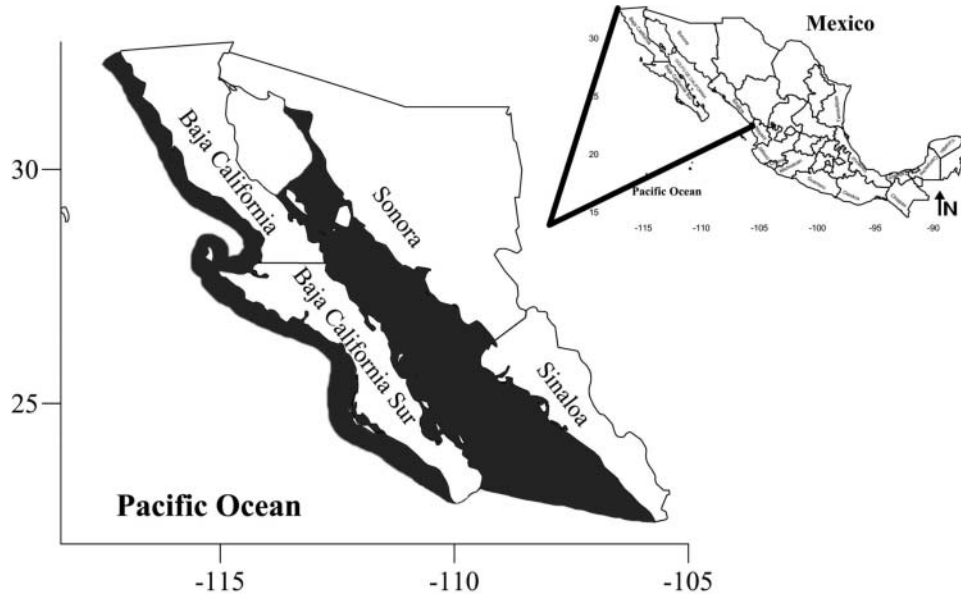 Mexico
30
25
20
15
Pacific Ocean
-115
-110
-105
-100
-95
-90
N
Baja California
Sonora
Baja California Sur
Sinaloa
30
25
Pacific Ocean
-115
-110
-105